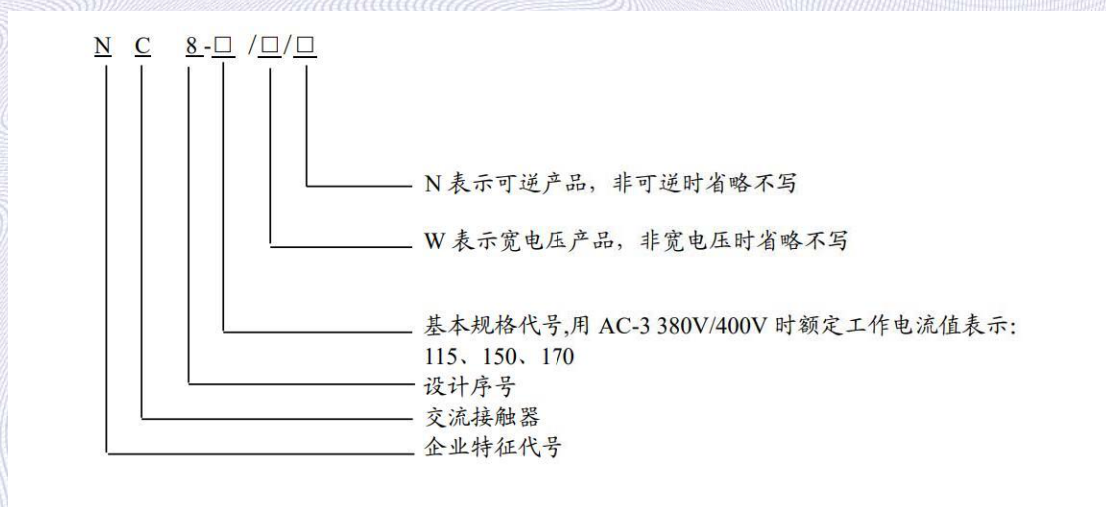 N C 8-□ /□/□
N 表示可逆产品，非可逆时省略不写
W 表示宽电压产品，非宽电压时省略不写
基本规格代号,用 AC-3 380V/400V 时额定工作电流值表示：
115、150、170
设计序号
交流接触器
企业特征代号